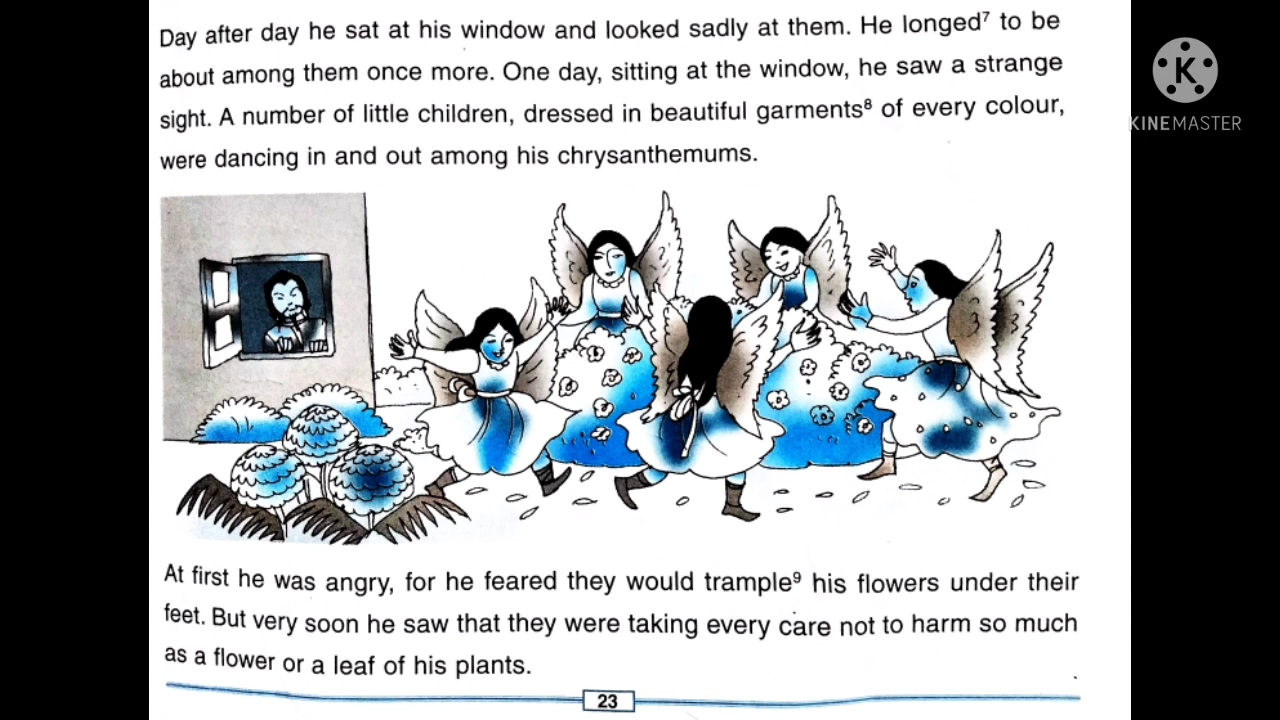 Day after day he sat at his window and looked sadly at them. He longed⁷ to be
about among them once more. One day, sitting at the window, he saw a strange
sight. A number of little children, dressed in beautiful garments⁸ of every colour,
were dancing in and out among his chrysanthemums.
K
KINEMASTER
At first he was angry, for he feared they would trample⁹ his flowers under their
feet. But very soon he saw that they were taking every care not to harm so much
as a flower or a leaf of his plants.
23